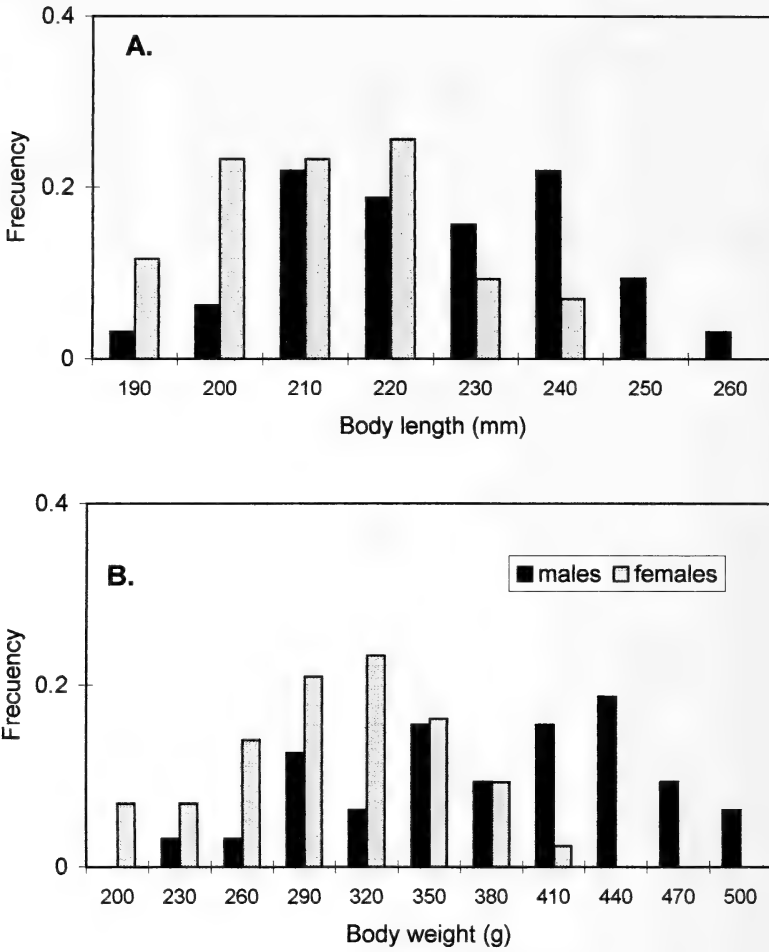 A.
0.4
0.2
0
Frecuency
190 200 210 220 230 240 250 260
Body length (mm)
B.
males females
0.4
0.2
0
Frecuency
200 230 260 290 320 350 380 410 440 470 500
Body weight (g)